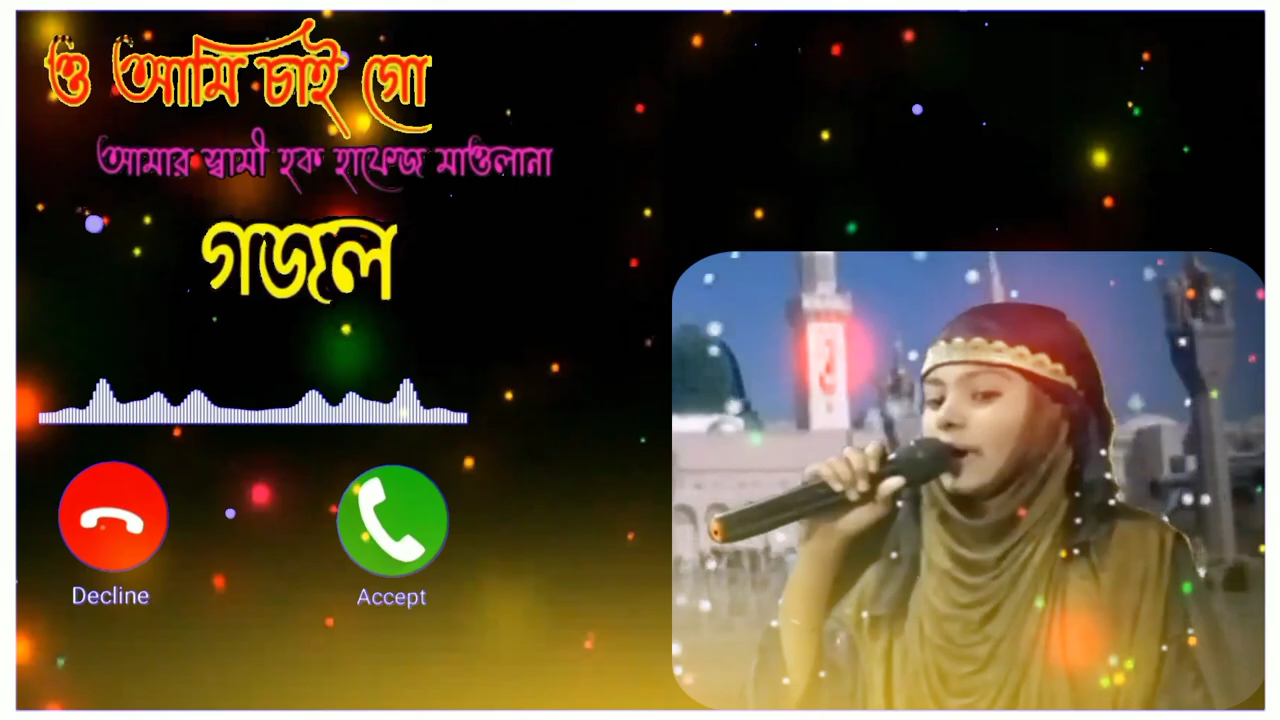 ও আমি চাই গো
আমার স্বামী হক হাফেজ মাওলানা
গজল
Decline
Accept